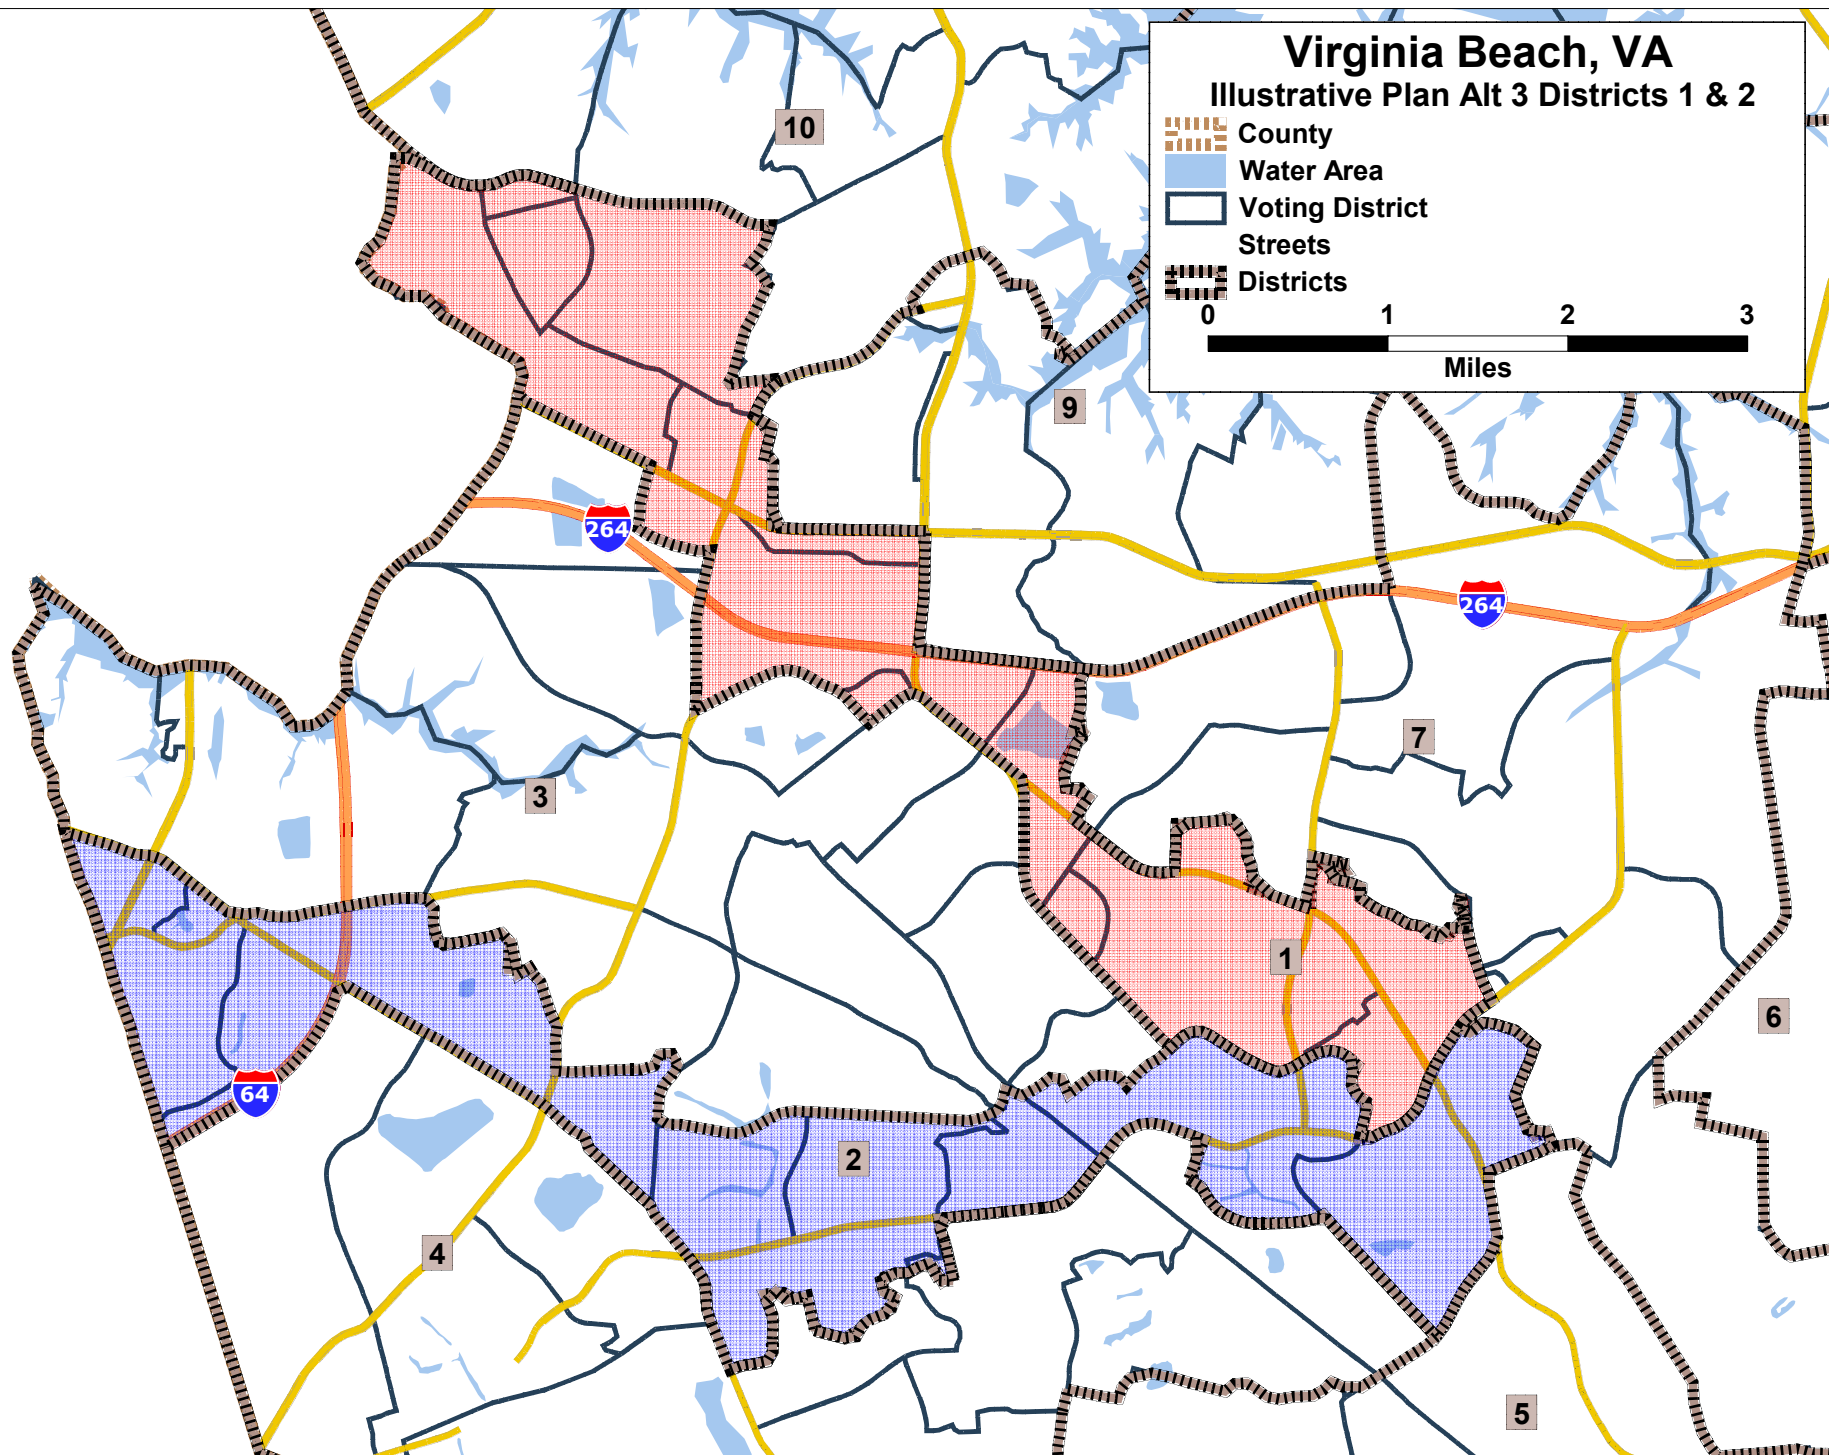 Virginia Beach, VA
Illustrative Plan Alt 3 Districts 1 & 2
County
Water Area
Voting District
Streets
Districts
0 1 2 3
Miles
10
9
264
264
7
3
1
6
64
2
4
5